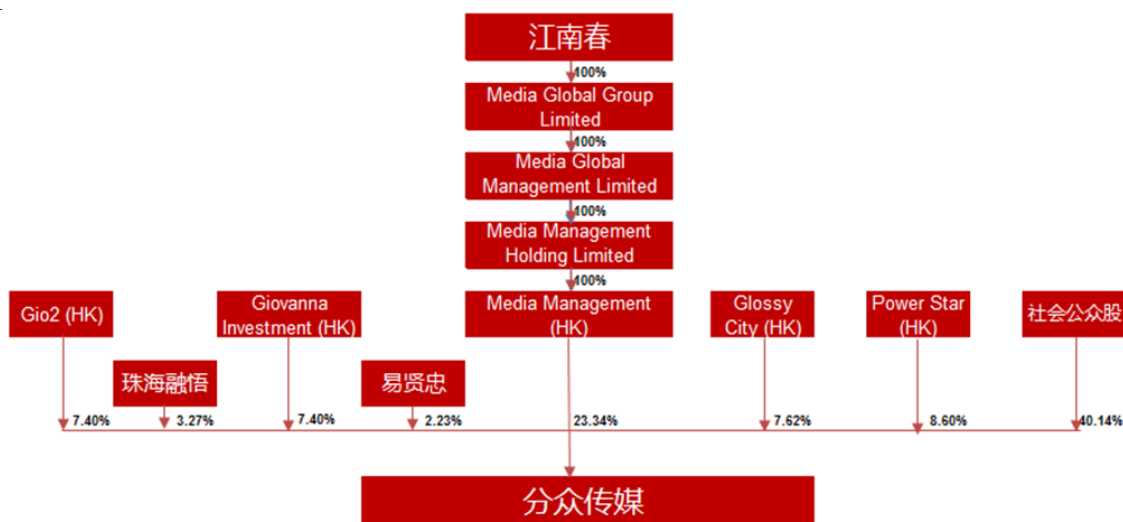 江南春
100%
Media Global Group
Limited
100%
Media Global
Management Limited
100%
Media Management
Holding Limited
100%
Gio2 (HK)
Giovanna
Investment (HK)
Media Management
(HK)
Glossy
City (HK)
Power Star
(HK)
社会公众股
珠海融悟
易贤忠
7.40%
3.27%
7.40%
2.23%
23.34%
7.62%
8.60%
40.14%
分众传媒